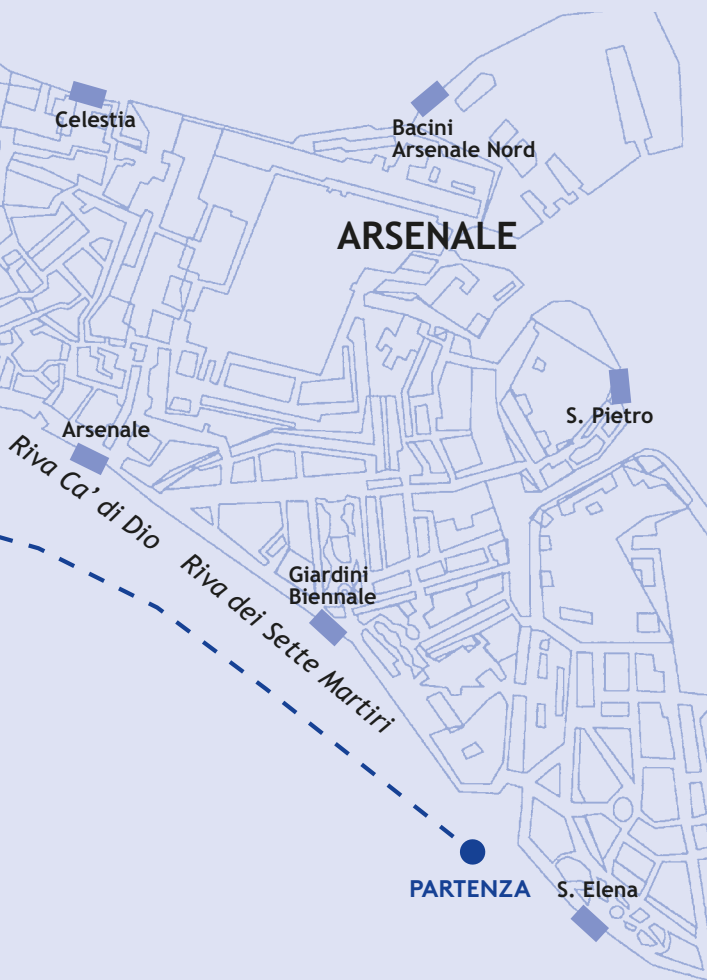 Celestia
Bacini
Arsenale Nord
ARSENALE
S. Pietro
Arsenale
Riva Ca’ di Dio
Riva dei Sette Martiri
Giardini
Biennale
PARTENZA
S. Elena